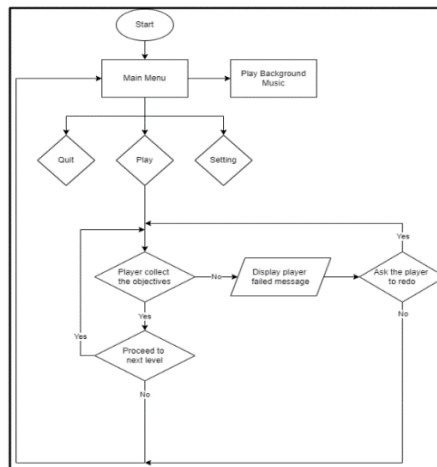 Start
Main Menu
Play Background
Music
Quit
Play
Setting
Yes
Player collect
the objectives
No
Display player
failed message
Ask the player
to redo
Yes
Yes
No
Proceed to
next level
No